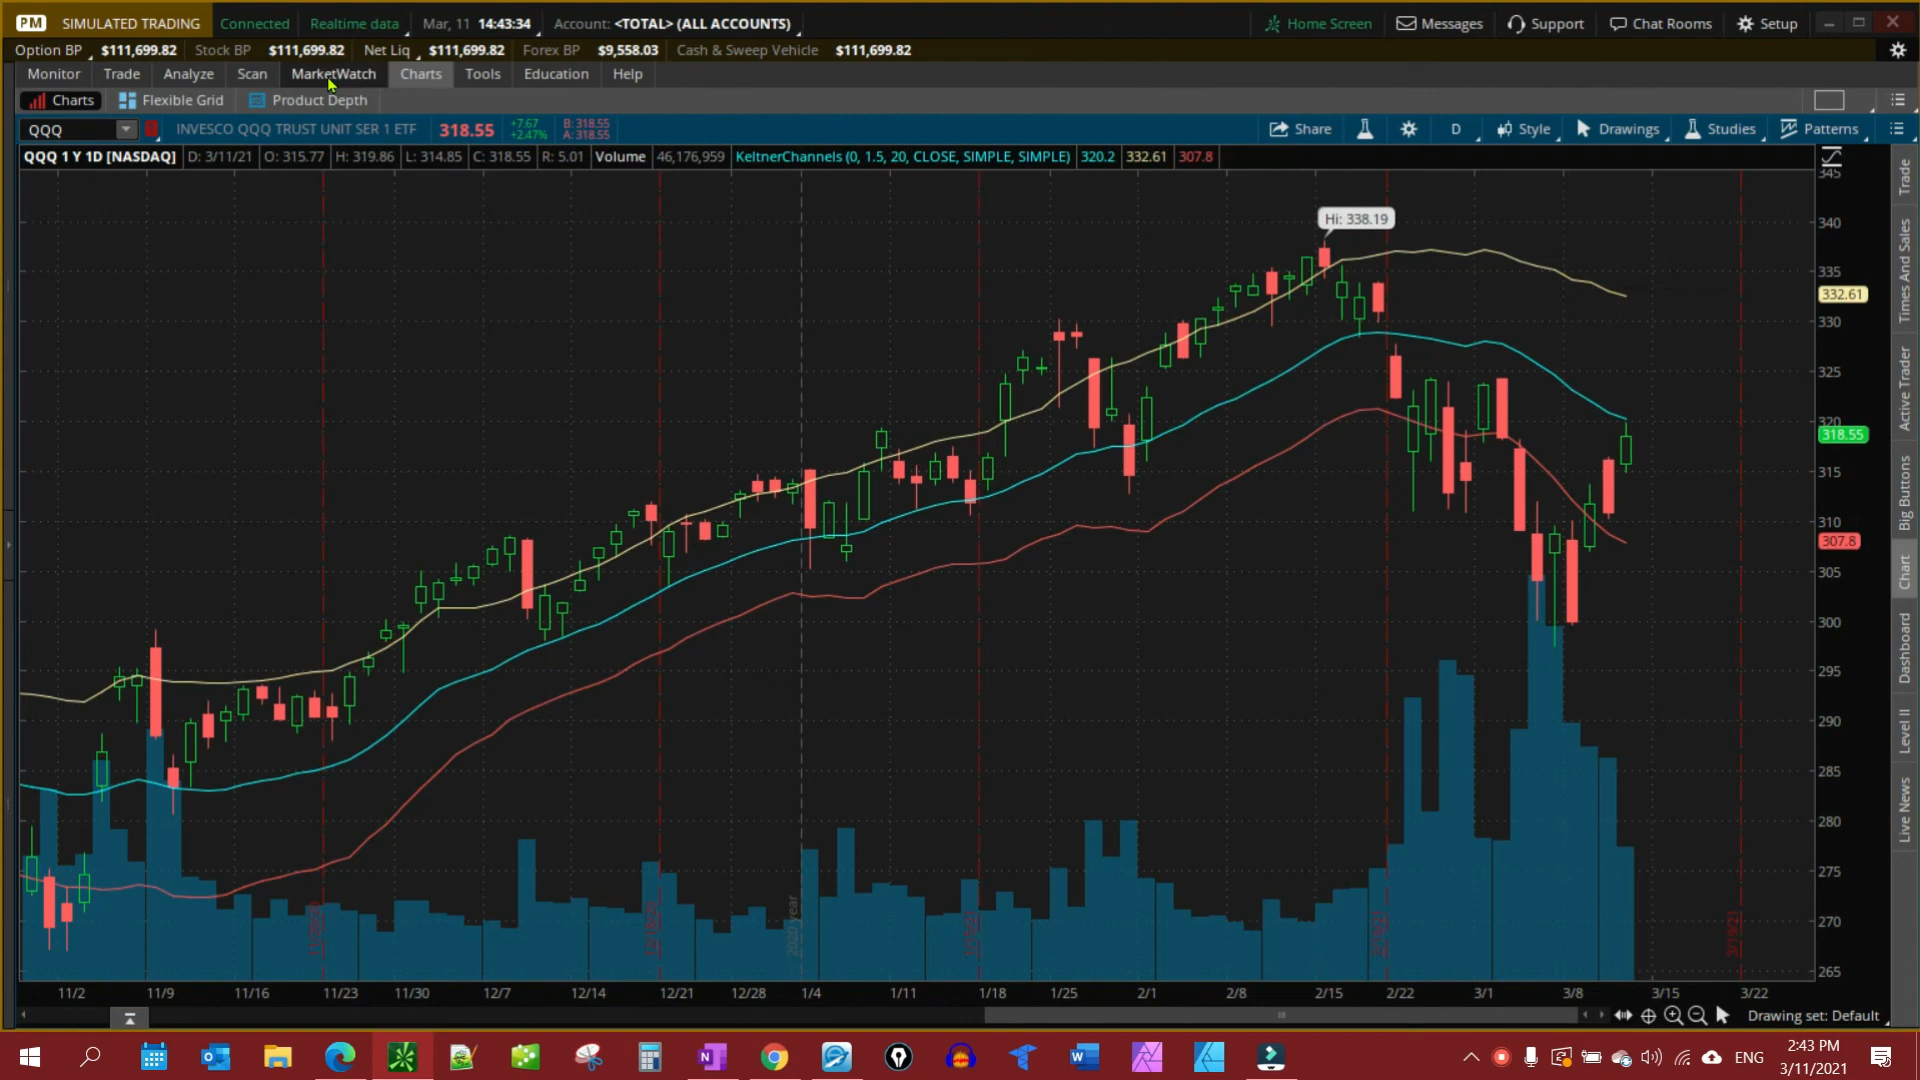 PM SIMULATED TRADING Connected Realtime data Mar, 11 14:43:34 Account: <TOTAL> (ALL ACCOUNTS) Home Screen Messages Support Chat Rooms Setup
Option BP $111,699.82 Stock BP $111,699.82 Net Liq $111,699.82 Forex BP $9,558.03 Cash & Sweep Vehicle $111,699.82
Monitor Trade Analyze Scan MarketWatch Charts Tools Education Help
Charts Flexible Grid Product Depth
QQQ INVESCO QQQ TRUST UNIT SER 1 ETF 318.55 +7.67 +2.47% B: 318.55 A: 318.55 Share D Style Drawings Studies Patterns
QQQ 1 Y 1D [NASDAQ] D: 3/11/21 O: 315.77 H: 319.86 L: 314.85 C: 318.55 R: 5.01 Volume 46,176,959 KeltnerChannels (0, 1.5, 20, CLOSE, SIMPLE, SIMPLE) 320.2 332.61 307.8
Hi: 338.19
345
340
335
332.61
330
325
320
318.55
315
310
307.8
305
300
295
290
285
280
275
270
265
Trade
Times And Sales
Active Trader
Big Buttons
Chart
Dashboard
Level II
Live News
2020 year
11/2 11/9 11/16 11/23 11/30 12/7 12/14 12/21 12/28 1/4 1/11 1/18 1/25 2/1 2/8 2/15 2/22 3/1 3/8 3/15 3/22
Drawing set: Default
ENG
2:43 PM
3/11/2021